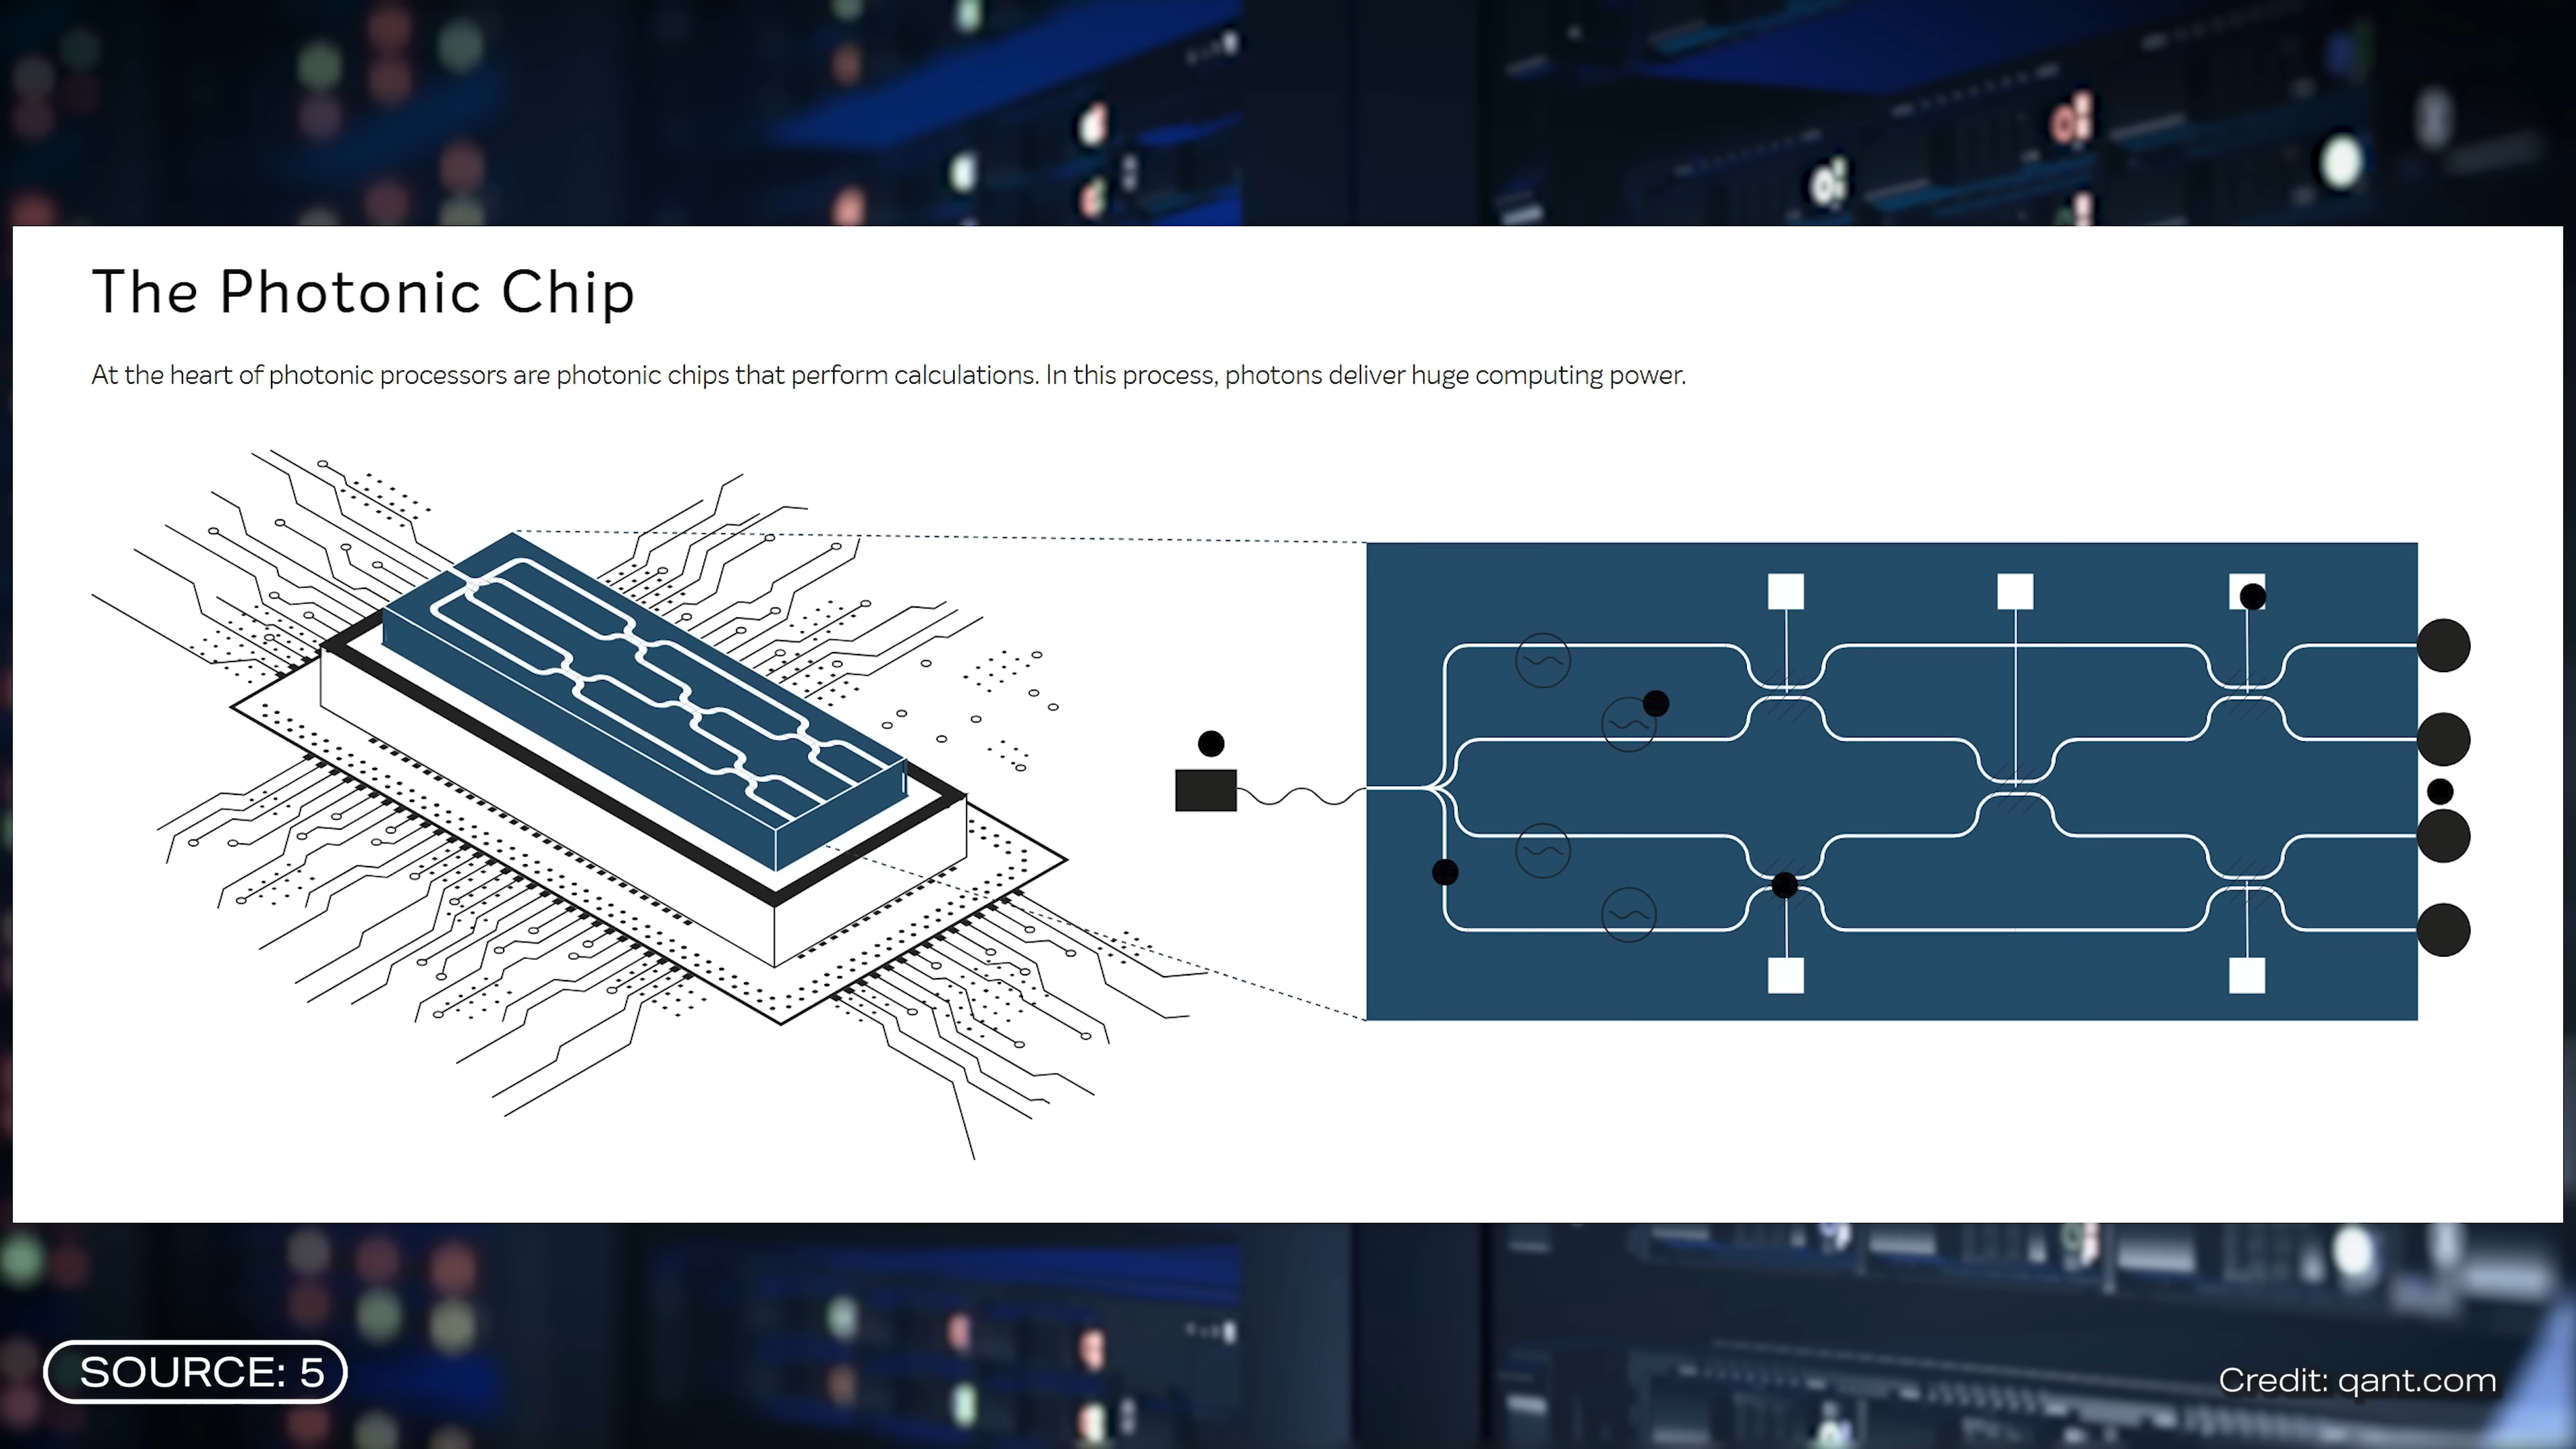 The Photonic Chip
At the heart of photonic processors are photonic chips that perform calculations. In this process, photons deliver huge computing power.
SOURCE: 5
Credit: qant.com